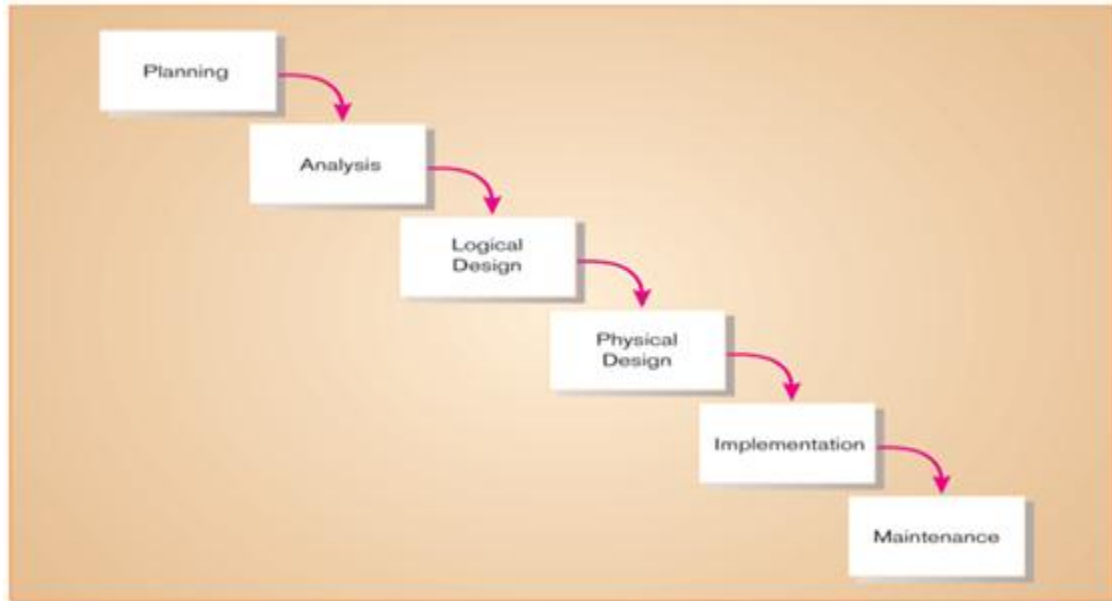 Planning
Analysis
Logical
Design
Physical
Design
Implementation
Maintenance